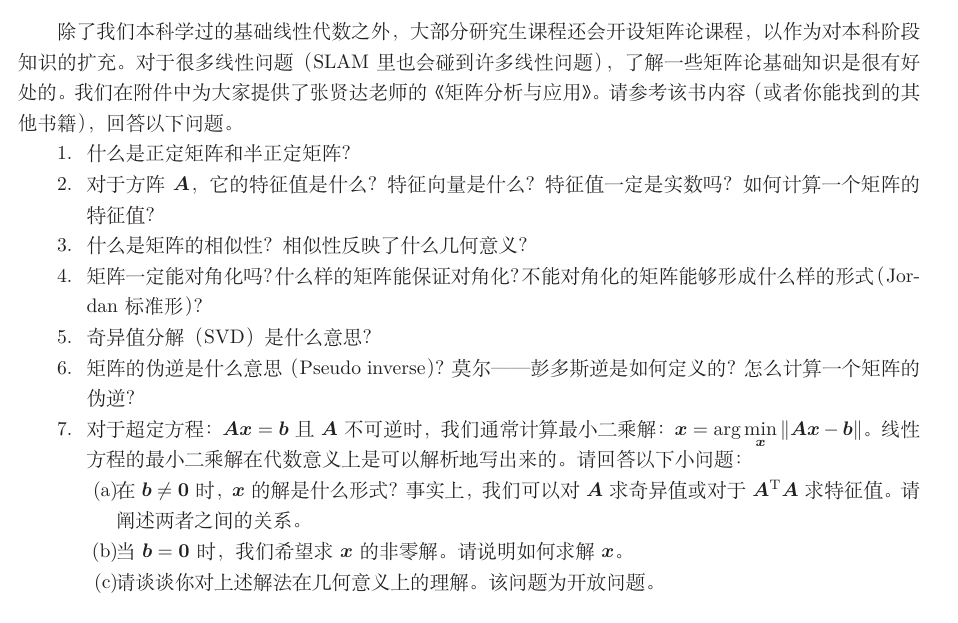 除了我们本科学过的基础线性代数之外，大部分研究生课程还会开设矩阵论课程，以作为对本科阶段
知识的扩充。对于很多线性问题（SLAM 里也会碰到许多线性问题），了解一些矩阵论基础知识是很有好
处的。我们在附件中为大家提供了张贤达老师的《矩阵分析与应用》。请参考该书内容（或者你能找到的其
他书籍），回答以下问题。
1. 什么是正定矩阵和半正定矩阵？
2. 对于方阵 A，它的特征值是什么？特征向量是什么？特征值一定是实数吗？如何计算一个矩阵的
特征值？
3. 什么是矩阵的相似性？相似性反映了什么几何意义？
4. 矩阵一定能对角化吗？什么样的矩阵能保证对角化？不能对角化的矩阵能够形成什么样的形式（Jor-
dan 标准形）？
5. 奇异值分解（SVD）是什么意思？
6. 矩阵的伪逆是什么意思（Pseudo inverse）？莫尔——彭多斯逆是如何定义的？怎么计算一个矩阵的
伪逆？
7. 对于超定方程：Ax = b 且 A 不可逆时，我们通常计算最小二乘解：x = arg min_x ‖Ax − b‖。线性
方程的最小二乘解在代数意义上是可以解析地写出来的。请回答以下小问题：
(a)在 b ≠ 0 时，x 的解是什么形式？事实上，我们可以对 A 求奇异值或对于 AᵀA 求特征值。请
阐述两者之间的关系。
(b)当 b = 0 时，我们希望求 x 的非零解。请说明如何求解 x。
(c)请谈谈你对上述解法在几何意义上的理解。该问题为开放问题。